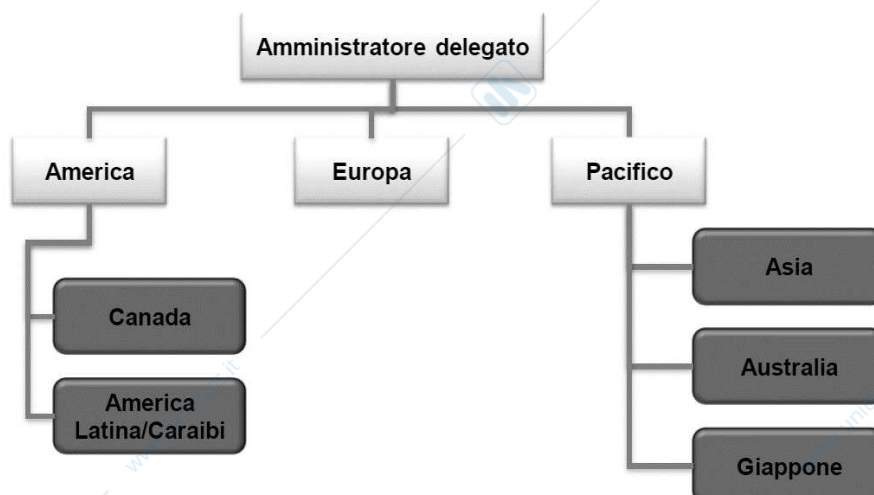 Amministratore delegato
America
Europa
Pacifico
Canada
America
Latina/Caraibi
Asia
Australia
Giappone